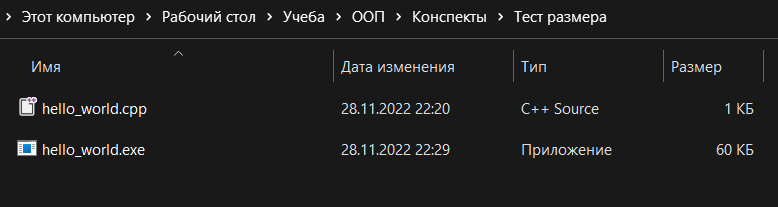 Этот компьютер > Рабочий стол > Учеба > ООП > Конспекты > Тест размера
Имя Дата изменения Тип Размер
hello_world.cpp 28.11.2022 22:20 C++ Source 1 КБ
hello_world.exe 28.11.2022 22:29 Приложение 60 КБ